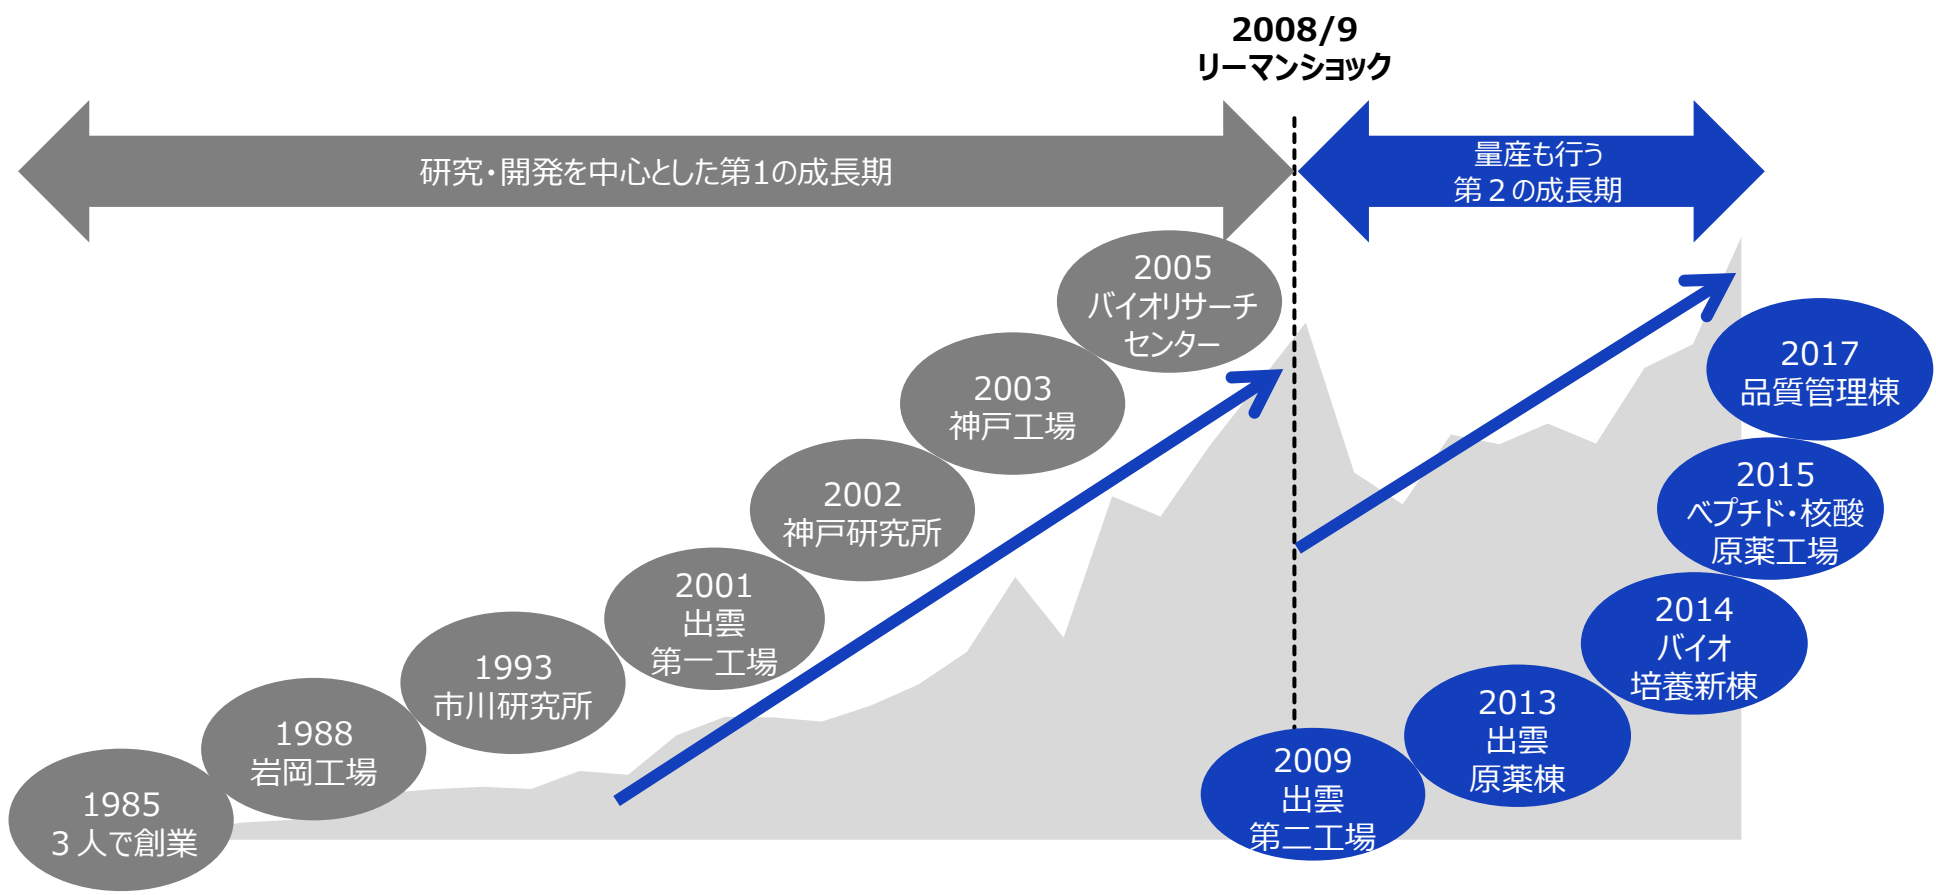 2008/9
リーマンショック
研究・開発を中心とした第1の成長期
量産も行う
第２の成長期
2005
バイオリサーチ
センター
2003
神戸工場
2002
神戸研究所
2001
出雲
第一工場
1993
市川研究所
1988
岩岡工場
1985
３人で創業
2017
品質管理棟
2015
ペプチド・核酸
原薬工場
2014
バイオ
培養新棟
2013
出雲
原薬棟
2009
出雲
第二工場